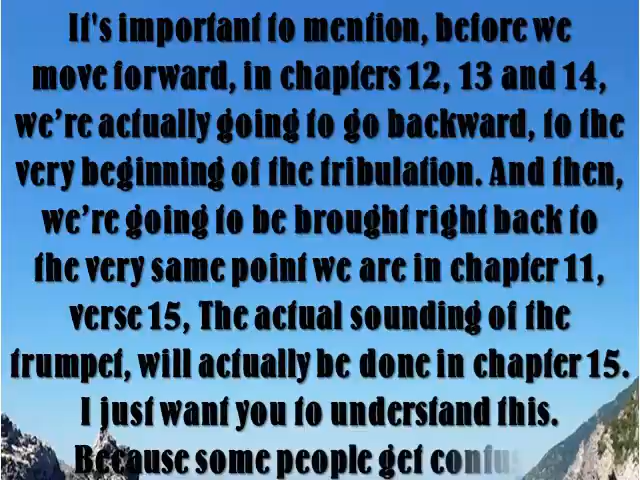 It's important to mention, before we
move forward, in chapters 12, 13 and 14,
we're actually going to go backward, to the
very beginning of the tribulation. And then,
we're going to be brought right back to
the very same point we are in chapter 11,
verse 15, The actual sounding of the
trumpet, will actually be done in chapter 15.
I just want you to understand this.
Because some people get